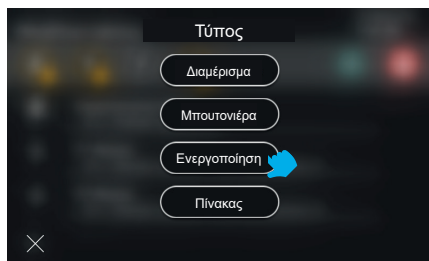 Τύπος
Διαμέρισμα
Μπουτονιέρα
Ενεργοποίηση
Πίνακας